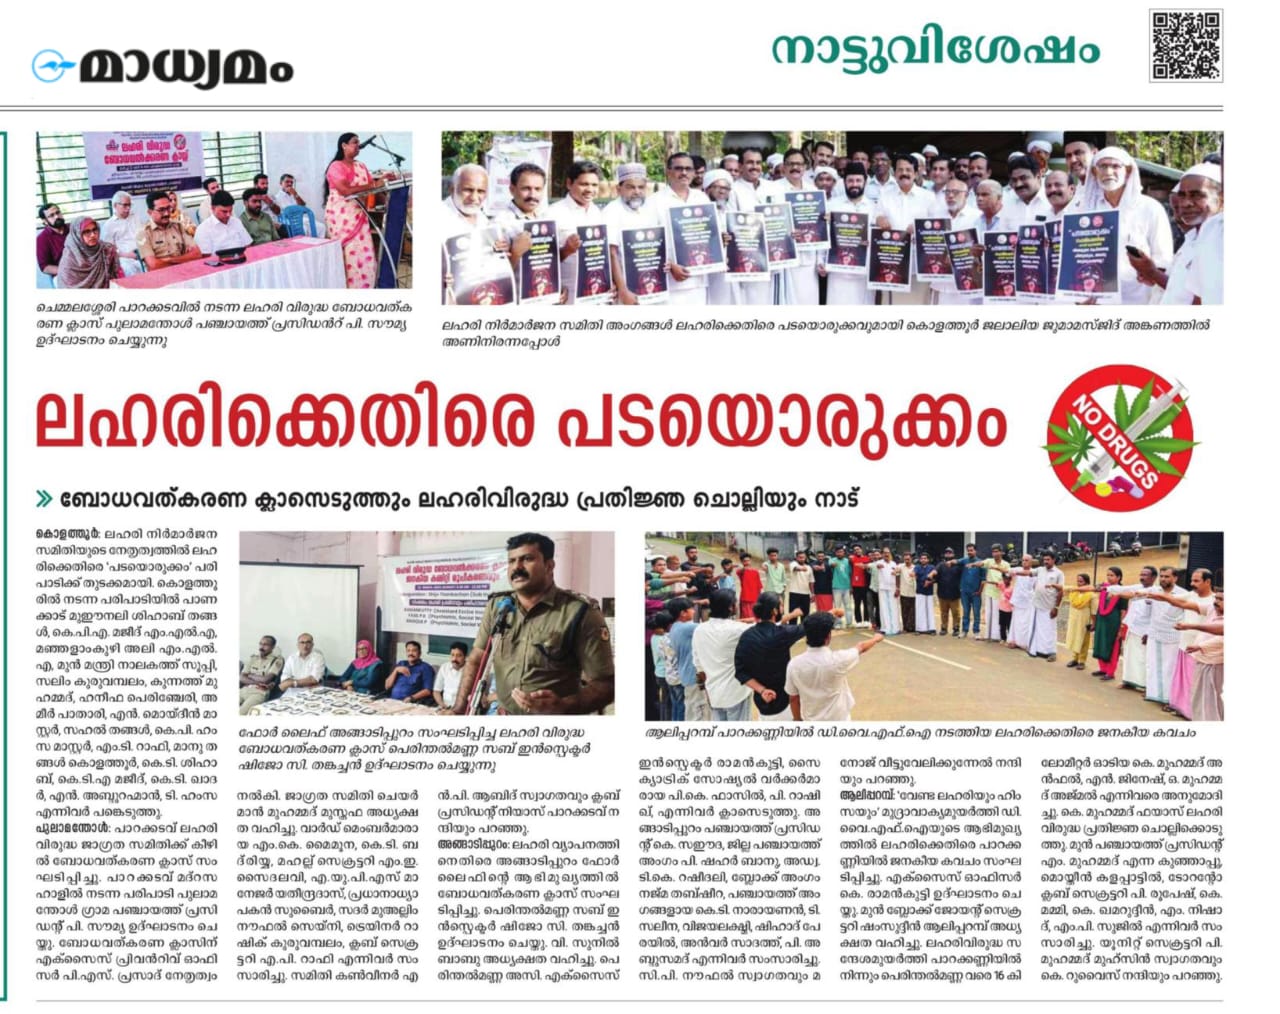 മാധ്യമം
നാട്ടുവിശേഷം
ലഹരി വിരുദ്ധ
ബോധവത്ക്കരണ ക്ലാസ്സ്
ചെമ്മലശ്ശേരി പാറക്കടവിൽ നടന്ന ലഹരി വിരുദ്ധ ബോധവത്ക
രണ ക്ലാസ് പുലാമന്തോൾ പഞ്ചായത്ത് പ്രസിഡൻറ് പി. സൗമ്യ
ഉദ്ഘാടനം ചെയ്യുന്നു
ലഹരി നിർമാർജന സമിതി അംഗങ്ങൾ ലഹരിക്കെതിരെ പടയൊരുക്കവുമായി കൊളത്തൂർ ജലാലിയ ജുമാമസ്ജിദ് അങ്കണത്തിൽ
അണിനിരന്നപ്പോൾ
ലഹരിക്കെതിരെ പടയൊരുക്കം
NO DRUGS
ബോധവത്കരണ ക്ലാസെടുത്തും ലഹരിവിരുദ്ധ പ്രതിജ്ഞ ചൊല്ലിയും നാട്
കൊളത്തൂർ: ലഹരി നിർമാർജന
സമിതിയുടെ നേതൃത്വത്തിൽ ലഹ
രിക്കെതിരെ 'പടയൊരുക്കം' പരി
പാടിക്ക് തുടക്കമായി. കൊളത്തൂ
രിൽ നടന്ന പരിപാടിയിൽ പാണ
ക്കാട് മുഈനലി ശിഹാബ് തങ്ങ
ൾ, കെ.പി.എ. മജീദ് എം.എൽ.എ,
മഞ്ഞളാംകുഴി അലി എം.എൽ.
എ, മുൻ മന്ത്രി നാലകത്ത് സൂപ്പി,
സലിം കുരുവമ്പലം, കുന്നത്ത് മു
ഹമ്മദ്, ഹനീഫ പെരിഞ്ചേരി, അ
മീർ പാതാരി, എൻ. മൊയ്തീൻ മാ
സ്റ്റർ, സഹൽ തങ്ങൾ, കെ.പി. ഹം
സ മാസ്റ്റർ, എം.ടി. റാഫി, മാനു ത
ങ്ങൾ കൊളത്തൂർ, കെ.ടി. ശിഹാ
ബ്, കെ.ടി.എ മജീദ്, കെ.ടി. ഖാദ
ർ, എൻ. അബ്ദുറഹ്മാൻ, ടി. ഹംസ
എന്നിവർ പങ്കെടുത്തു.
പുലാമന്തോൾ: പാറക്കടവ് ലഹരി
വിരുദ്ധ ജാഗ്രത സമിതിക്ക് കീഴി
ൽ ബോധവത്കരണ ക്ലാസ് സം
ഘടിപ്പിച്ചു. പാറക്കടവ് മദ്റസ
ഹാളിൽ നടന്ന പരിപാടി പുലാമ
ന്തോൾ ഗ്രാമ പഞ്ചായത്ത് പ്രസി
ഡന്റ് പി. സൗമ്യ ഉദ്ഘാടനം ചെ
യ്തു. ബോധവത്കരണ ക്ലാസിന്
എക്സൈസ് പ്രിവന്റിവ് ഓഫി
സർ പി.എസ്. പ്രസാദ് നേതൃത്വം
ഫോർ ലൈഫ് അങ്ങാടിപ്പുറം സംഘടിപ്പിച്ച ലഹരി വിരുദ്ധ
ബോധവത്കരണ ക്ലാസ് പെരിന്തൽമണ്ണ സബ് ഇൻസ്പെക്ടർ
ഷിജോ സി. തങ്കച്ചൻ ഉദ്ഘാടനം ചെയ്യുന്നു
നൽകി. ജാഗ്രത സമിതി ചെയർ
മാൻ മുഹമ്മദ് മുസ്തഫ അധ്യക്ഷ
ത വഹിച്ചു. വാർഡ് മെംബർമാരാ
യ എം.കെ. മൈമൂന, കെ.ടി. ബ
ദ്‌രിയ്യ, മഹല്ല് സെക്രട്ടറി എം.ഇ.
സൈദലവി, എ.യു.പി.എസ് മാ
നേജർ യതീന്ദ്രദാസ്, പ്രധാനാധ്യാ
പകൻ സുബൈർ, സദർ മുഅല്ലിം
നൗഫൽ സെയ്നി, ട്രെയിനർ റാ
ഷിക് കുരുവമ്പലം, ക്ലബ് സെക്ര
ട്ടറി എ.പി. റാഫി എന്നിവർ സം
സാരിച്ചു. സമിതി കൺവീനർ എ
ൻ.പി. ആബിദ് സ്വാഗതവും ക്ലബ്
പ്രസിഡന്റ് നിയാസ് പാറക്കടവ് ന
ന്ദിയും പറഞ്ഞു.
അങ്ങാടിപ്പുറം: ലഹരി വ്യാപനത്തി
നെതിരെ അങ്ങാടിപ്പുറം ഫോർ
ലൈഫിന്റെ ആഭിമുഖ്യത്തിൽ
ബോധവത്കരണ ക്ലാസ് സംഘ
ടിപ്പിച്ചു. പെരിന്തൽമണ്ണ സബ് ഇ
ൻസ്പെക്ടർ ഷിജോ സി. തങ്കച്ചൻ
ഉദ്ഘാടനം ചെയ്തു. വി. സുനിൽ
ബാബു അധ്യക്ഷത വഹിച്ചു. പെ
രിന്തൽമണ്ണ അസി. എക്സൈസ്
ആലിപ്പറമ്പ് പാറക്കണ്ണിയിൽ ഡി.വൈ.എഫ്.ഐ നടത്തിയ ലഹരിക്കെതിരെ ജനകീയ കവചം
ഇൻസ്പെക്ടർ രാമൻകുട്ടി, സൈ
ക്യാട്രിക് സോഷ്യൽ വർക്കർമാ
രായ പി.കെ. ഫാസിൽ, പി. റാഷി
ഖ്, എന്നിവർ ക്ലാസെടുത്തു. അ
ങ്ങാടിപ്പുറം പഞ്ചായത്ത് പ്രസിഡ
ന്റ് കെ. സഈദ, ജില്ല പഞ്ചായത്ത്
അംഗം പി. ഷഹർ ബാനു, അഡ്വ.
ടി.കെ. റഷീദലി, ബ്ലോക്ക് അംഗം
നജ്മ തബ്ഷീറ, പഞ്ചായത്ത് അം
ഗങ്ങളായ കെ.ടി. നാരായണൻ, ടി.
സലീന, വിജയലക്ഷ്മി, ഷിഹാദ് പേ
രയിൽ, അൻവർ സാദത്ത്, പി. അ
ബ്ദുസമദ് എന്നിവർ സംസാരിച്ചു.
സി.പി. നൗഫൽ സ്വാഗതവും മ
നോജ് വീട്ടുവേലിക്കുന്നേൽ നന്ദി
യും പറഞ്ഞു.
ആലിപ്പറമ്പ്: 'വേണ്ട ലഹരിയും ഹിം
സയും' മുദ്രാവാക്യമുയർത്തി ഡി.
വൈ.എഫ്.ഐയുടെ ആഭിമുഖ്യ
ത്തിൽ ലഹരിക്കെതിരെ പാറക്ക
ണ്ണിയിൽ ജനകീയ കവചം സംഘ
ടിപ്പിച്ചു. എക്സൈസ് ഓഫിസർ
കെ. രാമൻകുട്ടി ഉദ്ഘാടനം ചെ
യ്തു. മുൻ ബ്ലോക്ക് ജോയന്റ് സെക്ര
ട്ടറി ഷംസുദ്ദീൻ ആലിപ്പറമ്പ് അധ്യ
ക്ഷത വഹിച്ചു. ലഹരിവിരുദ്ധ സ
ന്ദേശമുയർത്തി പാറക്കണ്ണിയിൽ
നിന്നും പെരിന്തൽമണ്ണ വരെ 16 കി
ലോമീറ്റർ ഓടിയ കെ. മുഹമ്മദ് അ
ൻഫൽ, എൻ. ജിനേഷ്, ഒ. മുഹമ്മ
ദ് അജ്മൽ എന്നിവരെ അനുമോദി
ച്ചു. കെ. മുഹമ്മദ് ഫയാസ് ലഹരി
വിരുദ്ധ പ്രതിജ്ഞ ചൊല്ലിക്കൊടു
ത്തു. മുൻ പഞ്ചായത്ത് പ്രസിഡന്റ്
എം. മുഹമ്മദ് എന്ന കുഞ്ഞാപ്പു,
മൊയ്തീൻ കളപ്പാട്ടിൽ, ടോറന്റോ
ക്ലബ് സെക്രട്ടറി പി. രൂപേഷ്, കെ.
മമ്മി, കെ. ഖമറുദ്ദീൻ, എം. നിഷാ
ദ്, എം.പി. സുജിൽ എന്നിവർ സം
സാരിച്ചു. യൂനിറ്റ് സെക്രട്ടറി പി.
മുഹമ്മദ് മുഹ്സിൻ സ്വാഗതവും
കെ. റുവൈസ് നന്ദിയും പറഞ്ഞു.